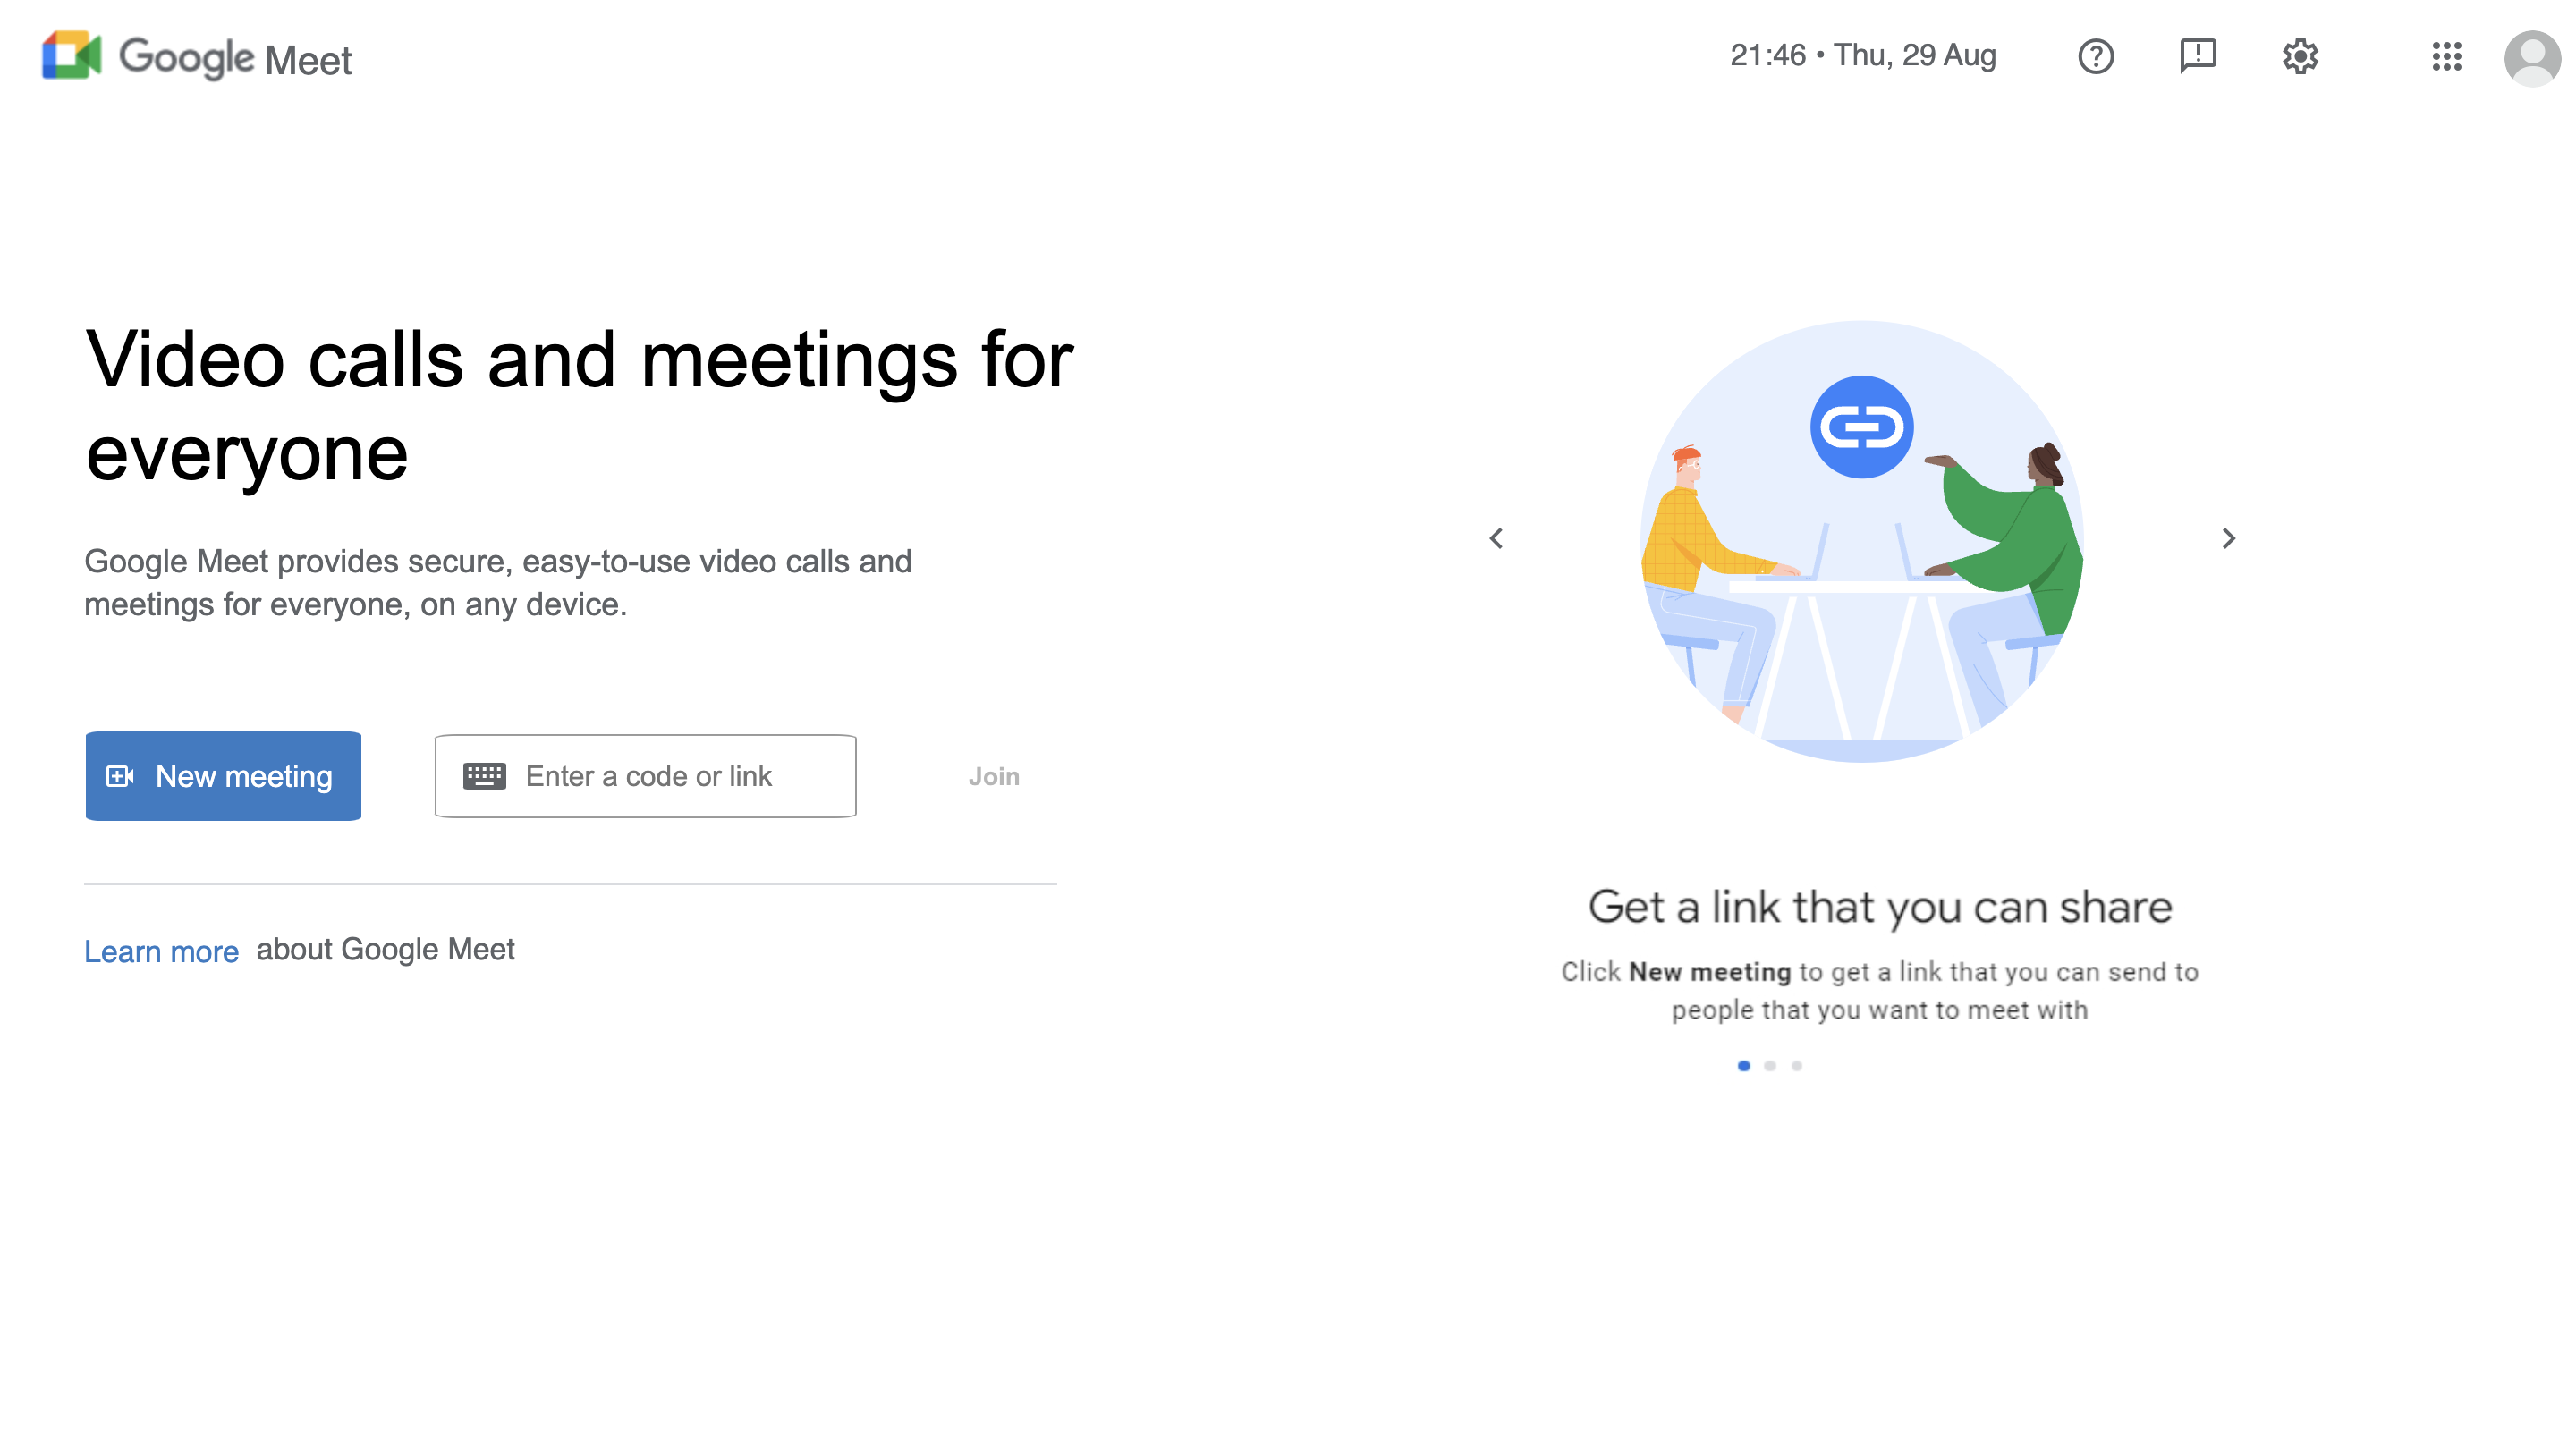 Google Meet
21:46 • Thu, 29 Aug
Video calls and meetings for
everyone
Google Meet provides secure, easy-to-use video calls and
meetings for everyone, on any device.
New meeting
Enter a code or link
Join
Learn more about Google Meet
Get a link that you can share
Click New meeting to get a link that you can send to
people that you want to meet with